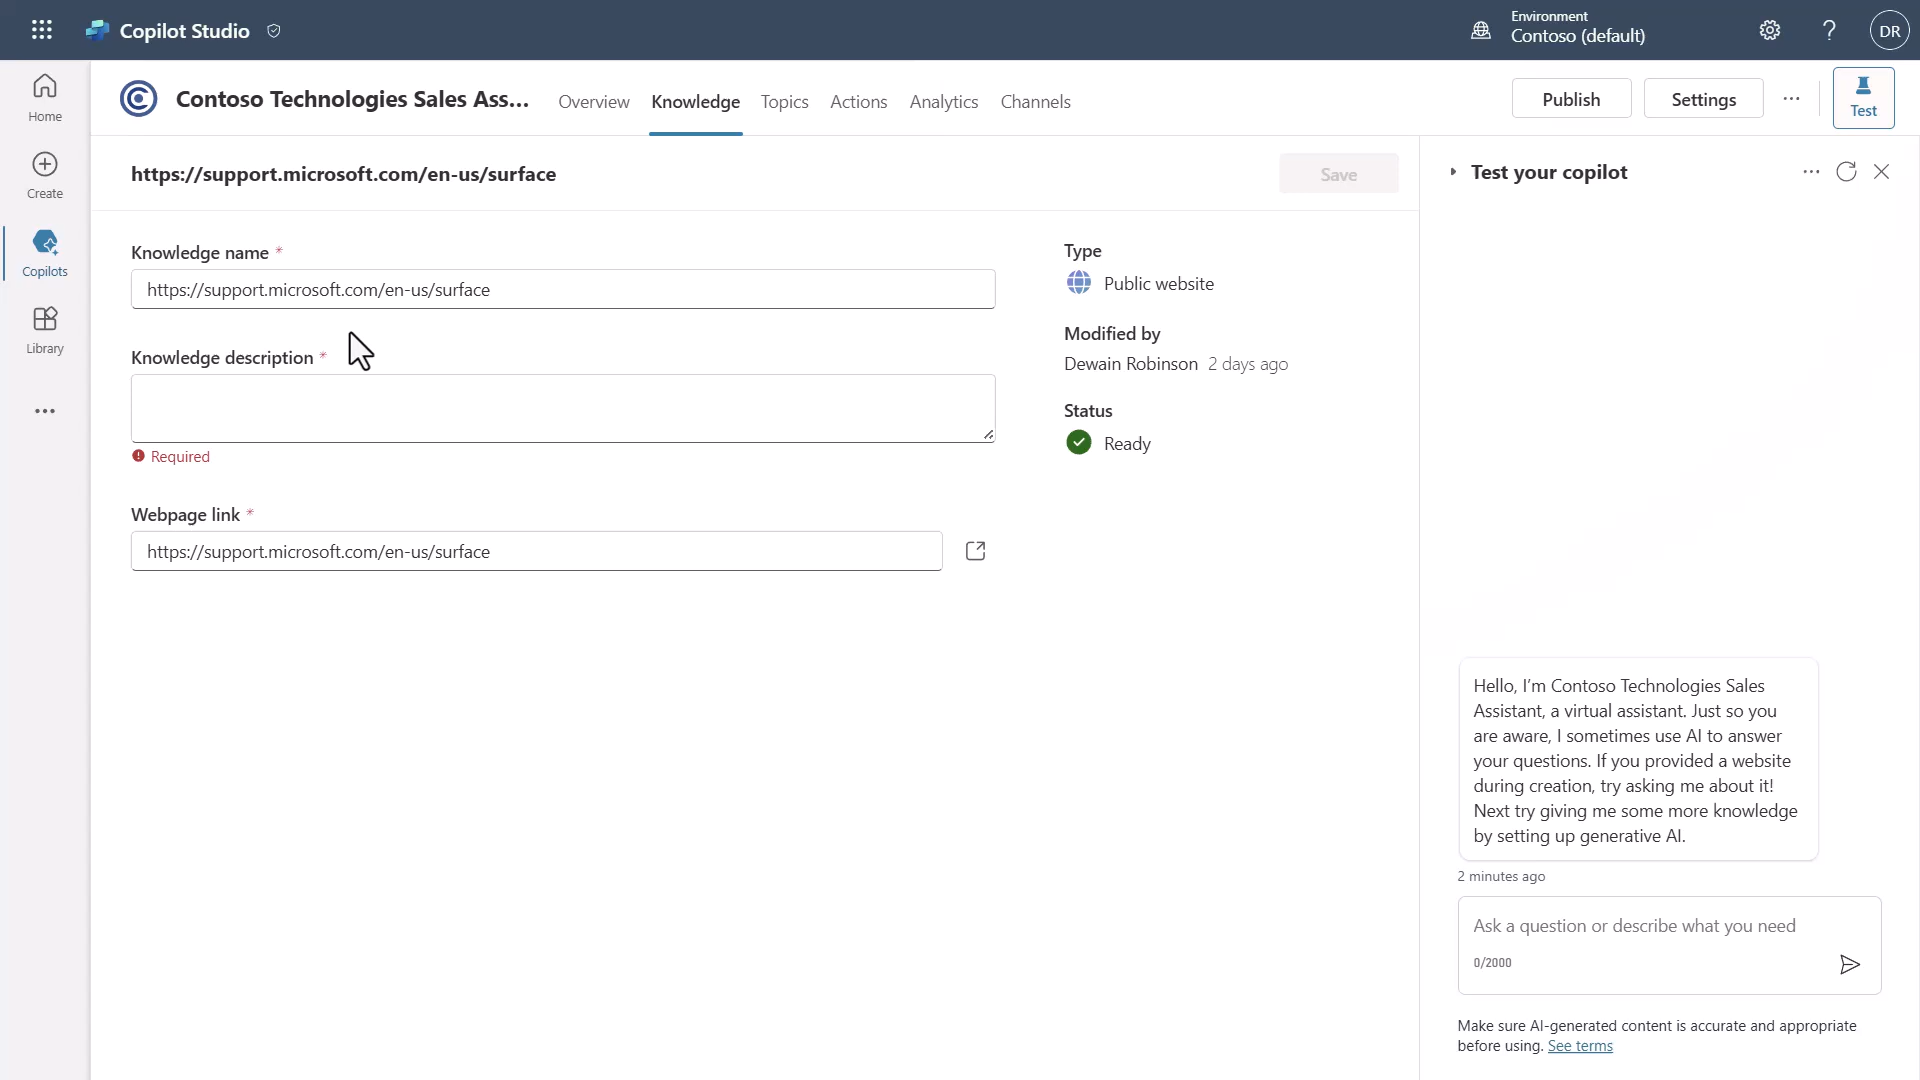 Copilot Studio
Environment
Contoso (default)
DR
Home
Create
Copilots
Library
Contoso Technologies Sales Ass...
Overview
Knowledge
Topics
Actions
Analytics
Channels
Publish
Settings
Test
https://support.microsoft.com/en-us/surface
Save
Knowledge name *
https://support.microsoft.com/en-us/surface
Knowledge description *
Required
Webpage link *
https://support.microsoft.com/en-us/surface
Type
Public website
Modified by
Dewain Robinson 2 days ago
Status
Ready
Test your copilot
Hello, I'm Contoso Technologies Sales
Assistant, a virtual assistant. Just so you
are aware, I sometimes use AI to answer
your questions. If you provided a website
during creation, try asking me about it!
Next try giving me some more knowledge
by setting up generative AI.
2 minutes ago
Ask a question or describe what you need
0/2000
Make sure AI-generated content is accurate and appropriate
before using. See terms